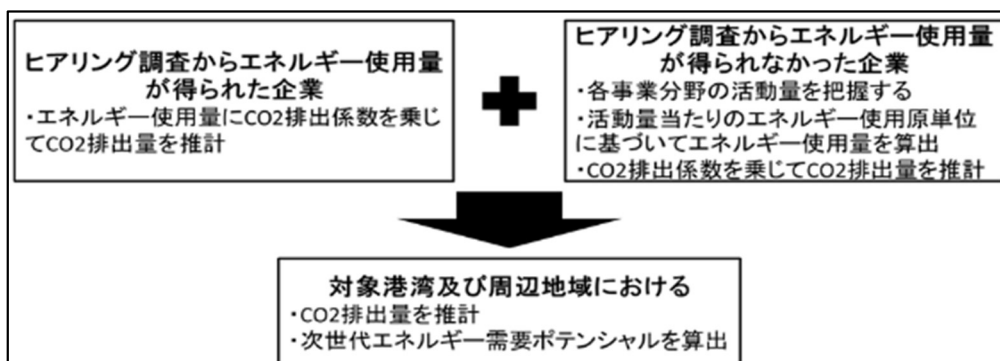 ヒアリング調査からエネルギー使用量
が得られた企業
・エネルギー使用量にCO2排出係数を乗じ
てCO2排出量を推計
ヒアリング調査からエネルギー使用量
が得られなかった企業
・各事業分野の活動量を把握する
・活動量当たりのエネルギー使用原単位
に基づいてエネルギー使用量を算出
・CO2排出係数を乗じてCO2排出量を推計
対象港湾及び周辺地域における
・CO2排出量を推計
・次世代エネルギー需要ポテンシャルを算出